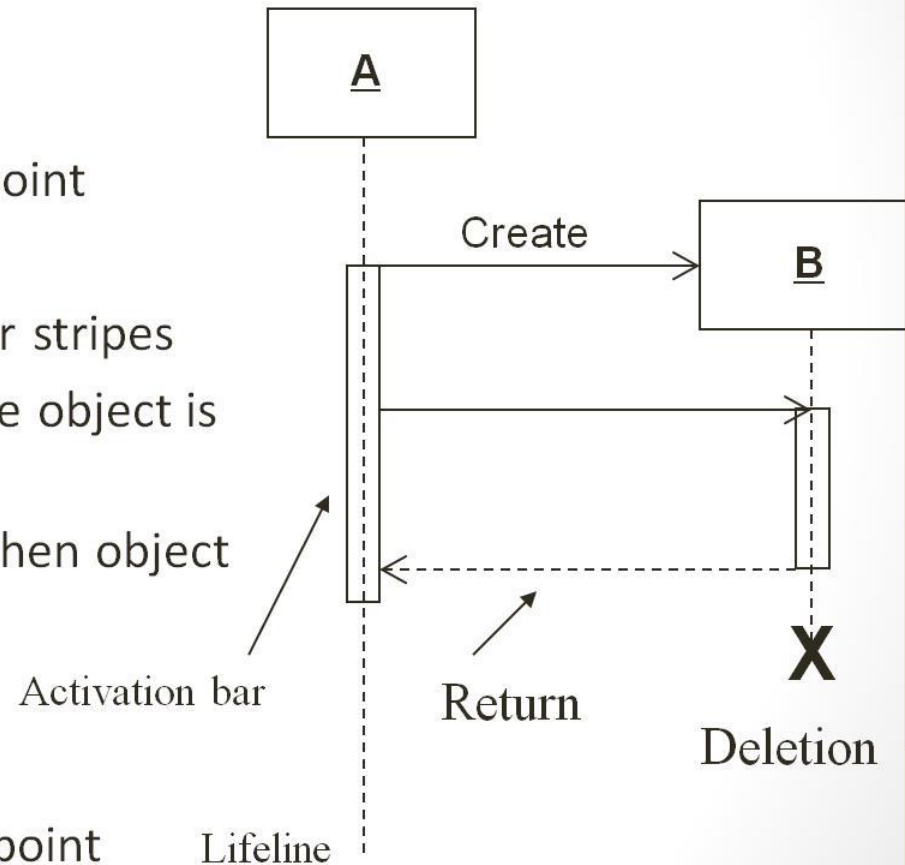 A
oint
Create
B
r stripes
e object is
hen object
Activation bar
Return
X
Deletion
point
Lifeline